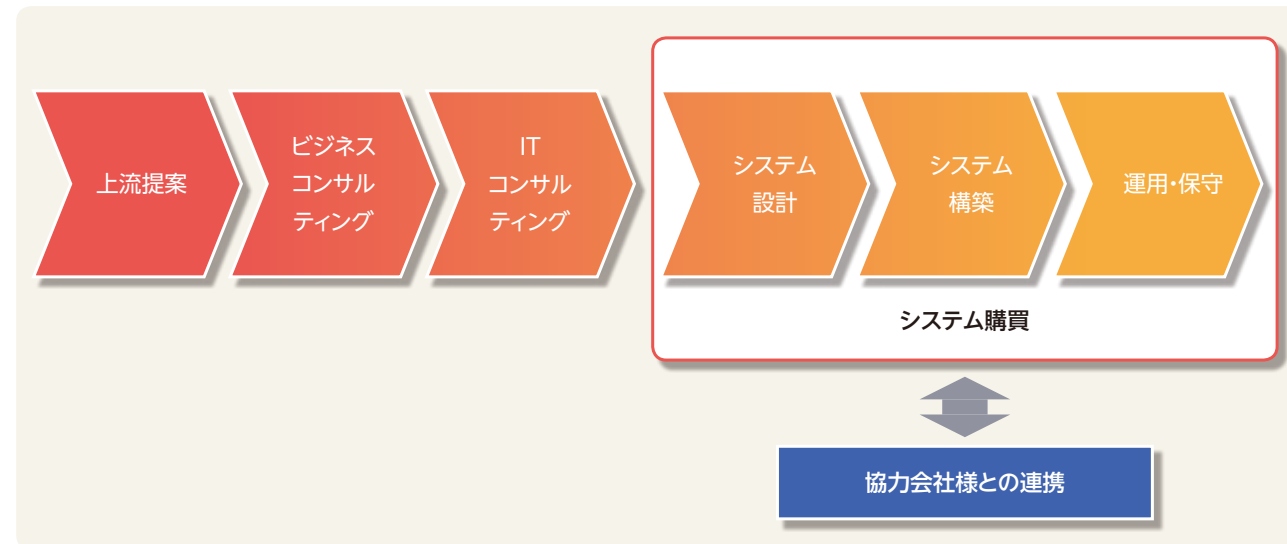 上流提案
ビジネス
コンサル
ティング
IT
コンサル
ティング
システム
設計
システム
構築
運用・保守
システム購買
協力会社様との連携